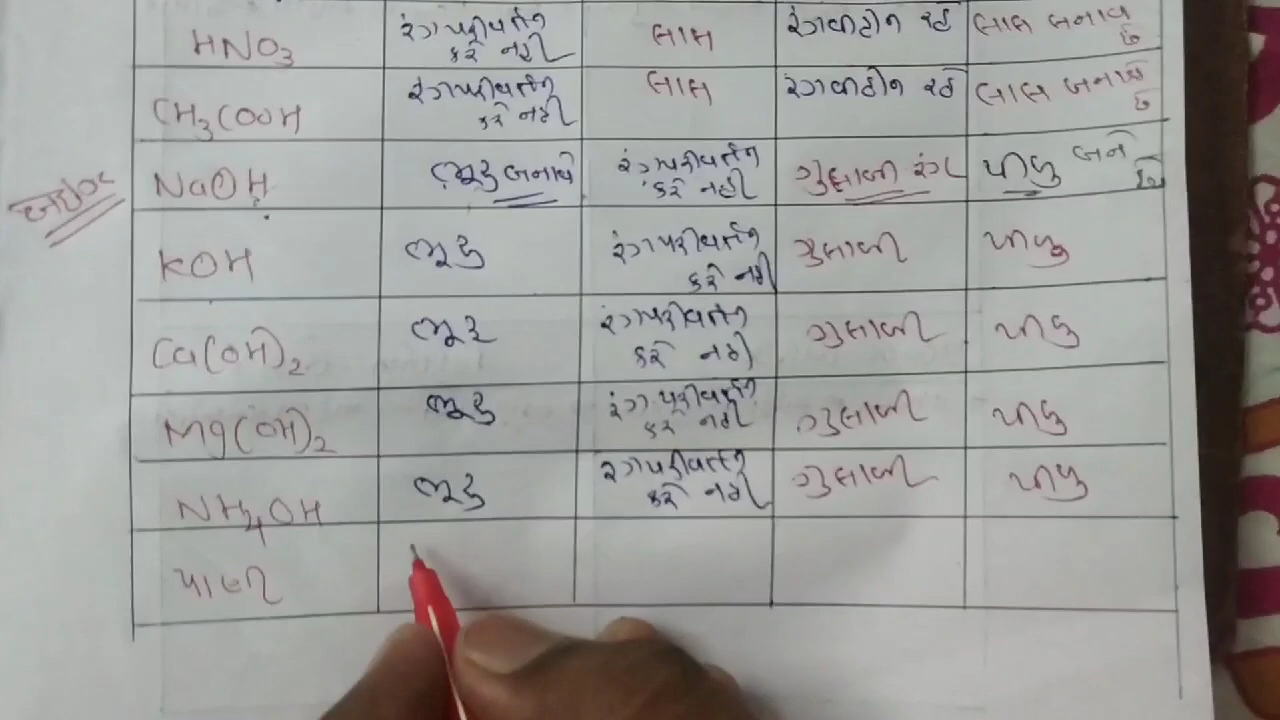 HNO3 રંગપરીવર્તન કરે નહી લાલ રંગવીહીન રહે લાલ બનાવે છે
CH3COOH રંગપરીવર્તન કરે નહી લાલ રંગવીહીન રહે લાલ બનાવે છે
NaOH ભૂરુ બનાવે રંગપરીવર્તન કરે નહી ગુલાબી રંગ પીળુ બને છે
KOH ભૂરુ રંગપરીવર્તન કરે નહી ગુલાબી પીળુ
Ca(OH)2 ભૂરૂ રંગપરીવર્તન કરે નહી ગુલાબી પીળુ
Mg(OH)2 ભૂરુ રંગપરીવર્તન કરે નહી ગુલાબી પીળુ
NH4OH ભૂરુ રંગપરીવર્તન કરે નહી ગુલાબી પીળુ
પાણી